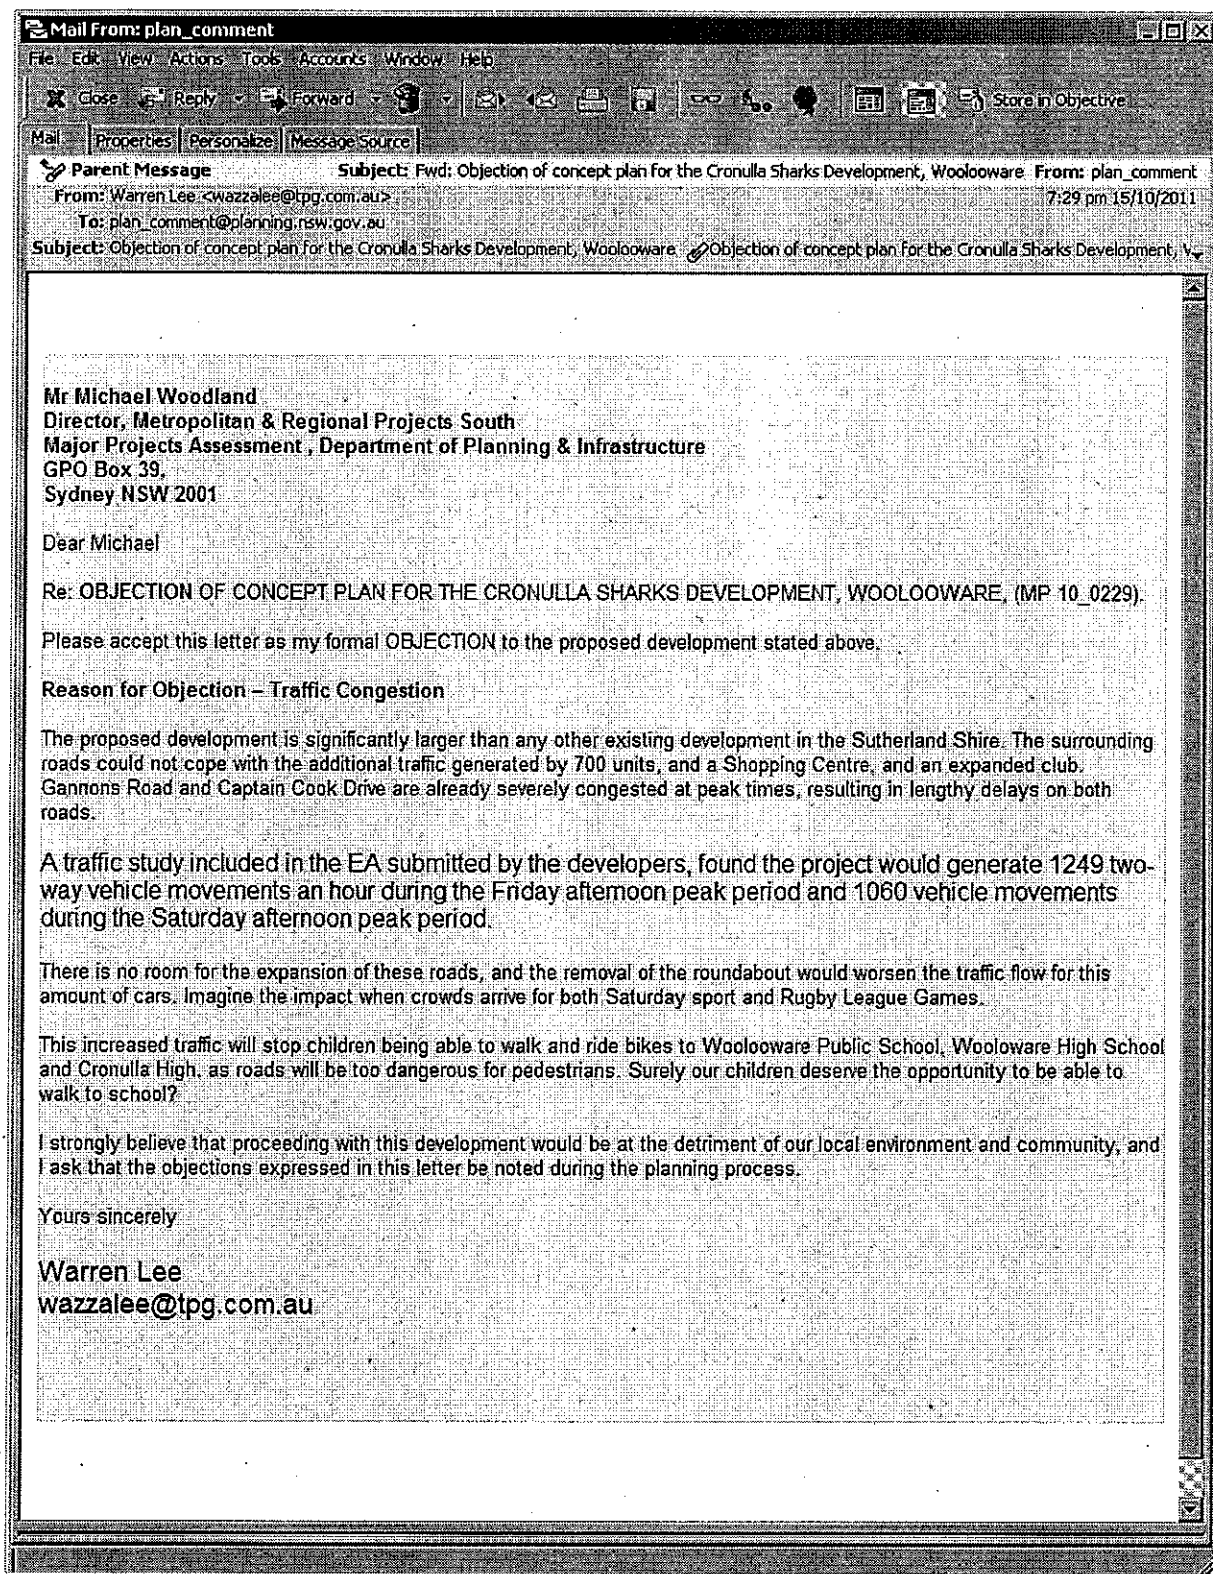 Mail From: plan_comment
File Edit View Actions Tools Accounts Window Help
Close Reply Forward Store in Objective
Mail Properties Personalize Message Source
Parent Message Subject: Fwd: Objection of concept plan for the Cronulla Sharks Development, Woolooware From: plan_comment
From: Warren Lee <wazzalee@tpg.com.au> 7:29 pm 15/10/2011
To: plan_comment@planning.nsw.gov.au
Subject: Objection of concept plan for the Cronulla Sharks Development, Woolooware Objection of concept plan for the Cronulla Sharks Development, V
Mr Michael Woodland
Director, Metropolitan & Regional Projects South
Major Projects Assessment , Department of Planning & Infrastructure
GPO Box 39,
Sydney NSW 2001
Dear Michael
Re: OBJECTION OF CONCEPT PLAN FOR THE CRONULLA SHARKS DEVELOPMENT, WOOLOOWARE, (MP 10_0229).
Please accept this letter as my formal OBJECTION to the proposed development stated above.
Reason for Objection – Traffic Congestion
The proposed development is significantly larger than any other existing development in the Sutherland Shire. The surrounding
roads could not cope with the additional traffic generated by 700 units, and a Shopping Centre, and an expanded club.
Gannons Road and Captain Cook Drive are already severely congested at peak times, resulting in lengthy delays on both
roads.
A traffic study included in the EA submitted by the developers, found the project would generate 1249 two-
way vehicle movements an hour during the Friday afternoon peak period and 1060 vehicle movements
during the Saturday afternoon peak period.
There is no room for the expansion of these roads, and the removal of the roundabout would worsen the traffic flow for this
amount of cars. Imagine the impact when crowds arrive for both Saturday sport and Rugby League Games.
This increased traffic will stop children being able to walk and ride bikes to Woolooware Public School, Wooloware High School
and Cronulla High, as roads will be too dangerous for pedestrians. Surely our children deserve the opportunity to be able to
walk to school?
I strongly believe that proceeding with this development would be at the detriment of our local environment and community, and
I ask that the objections expressed in this letter be noted during the planning process.
Yours sincerely
Warren Lee
wazzalee@tpg.com.au